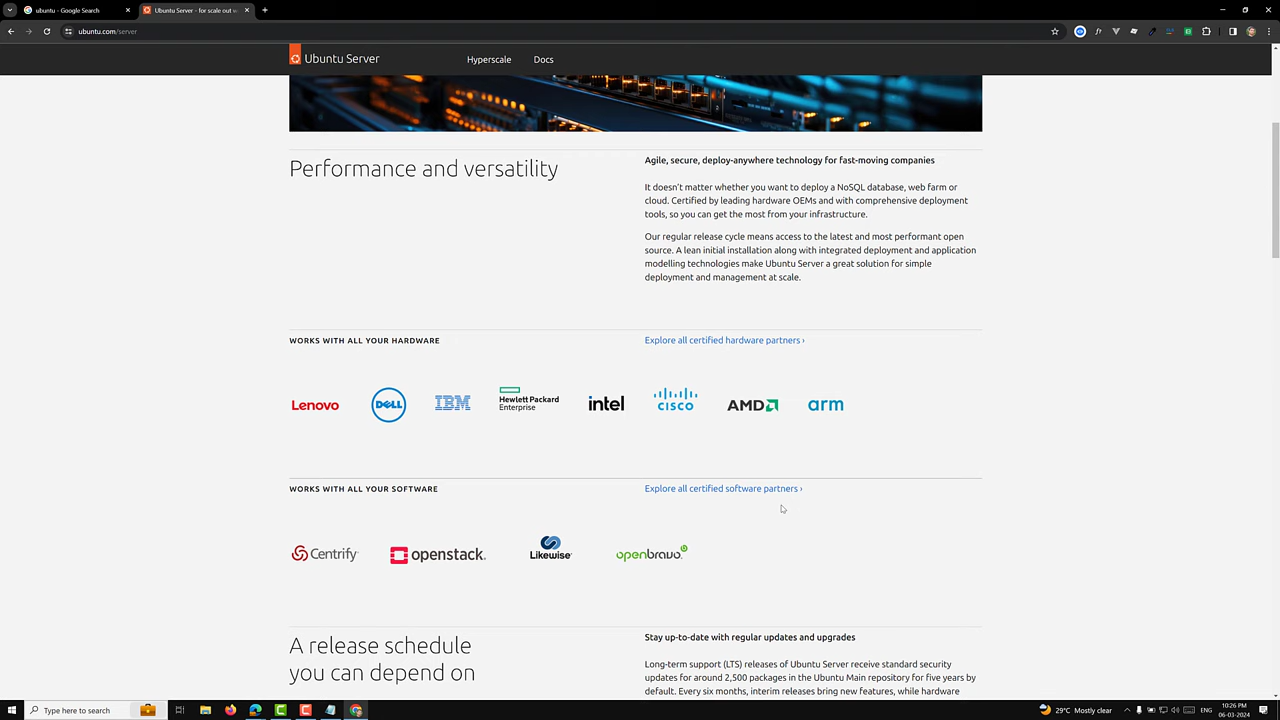 ubuntu - Google Search
Ubuntu Server - for scale out w
ubuntu.com/server
Ubuntu Server
Hyperscale
Docs
Performance and versatility
Agile, secure, deploy-anywhere technology for fast-moving companies
It doesn't matter whether you want to deploy a NoSQL database, web farm or
cloud. Certified by leading hardware OEMs and with comprehensive deployment
tools, so you can get the most from your infrastructure.
Our regular release cycle means access to the latest and most performant open
source. A lean initial installation along with integrated deployment and application
modelling technologies make Ubuntu Server a great solution for simple
deployment and management at scale.
WORKS WITH ALL YOUR HARDWARE
Explore all certified hardware partners ›
Lenovo
DELL
IBM
Hewlett Packard
Enterprise
intel
cisco
AMD
arm
WORKS WITH ALL YOUR SOFTWARE
Explore all certified software partners ›
Centrify
openstack.
Likewise
openbravo
A release schedule
you can depend on
Stay up-to-date with regular updates and upgrades
Long-term support (LTS) releases of Ubuntu Server receive standard security
updates for around 2,500 packages in the Ubuntu Main repository for five years by
default. Every six months, interim releases bring new features, while hardware
Type here to search
29°C Mostly clear
ENG
10:26 PM
06-03-2024